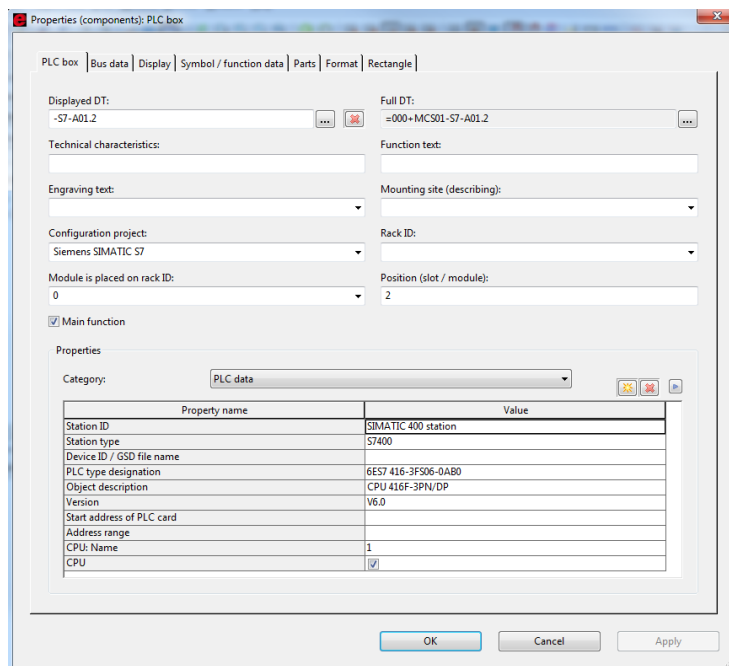 Properties (components): PLC box
PLC box Bus data Display Symbol / function data Parts Format Rectangle
Displayed DT: Full DT:
-S7-A01.2 ... =000+MCS01-S7-A01.2 ...
Technical characteristics: Function text:
Engraving text: Mounting site (describing):
Configuration project: Rack ID:
Siemens SIMATIC S7
Module is placed on rack ID: Position (slot / module):
0 2
Main function
Properties
Category: PLC data
Property name Value
Station ID SIMATIC 400 station
Station type S7400
Device ID / GSD file name
PLC type designation 6ES7 416-3FS06-0AB0
Object description CPU 416F-3PN/DP
Version V6.0
Start address of PLC card
Address range
CPU: Name 1
CPU
OK Cancel Apply